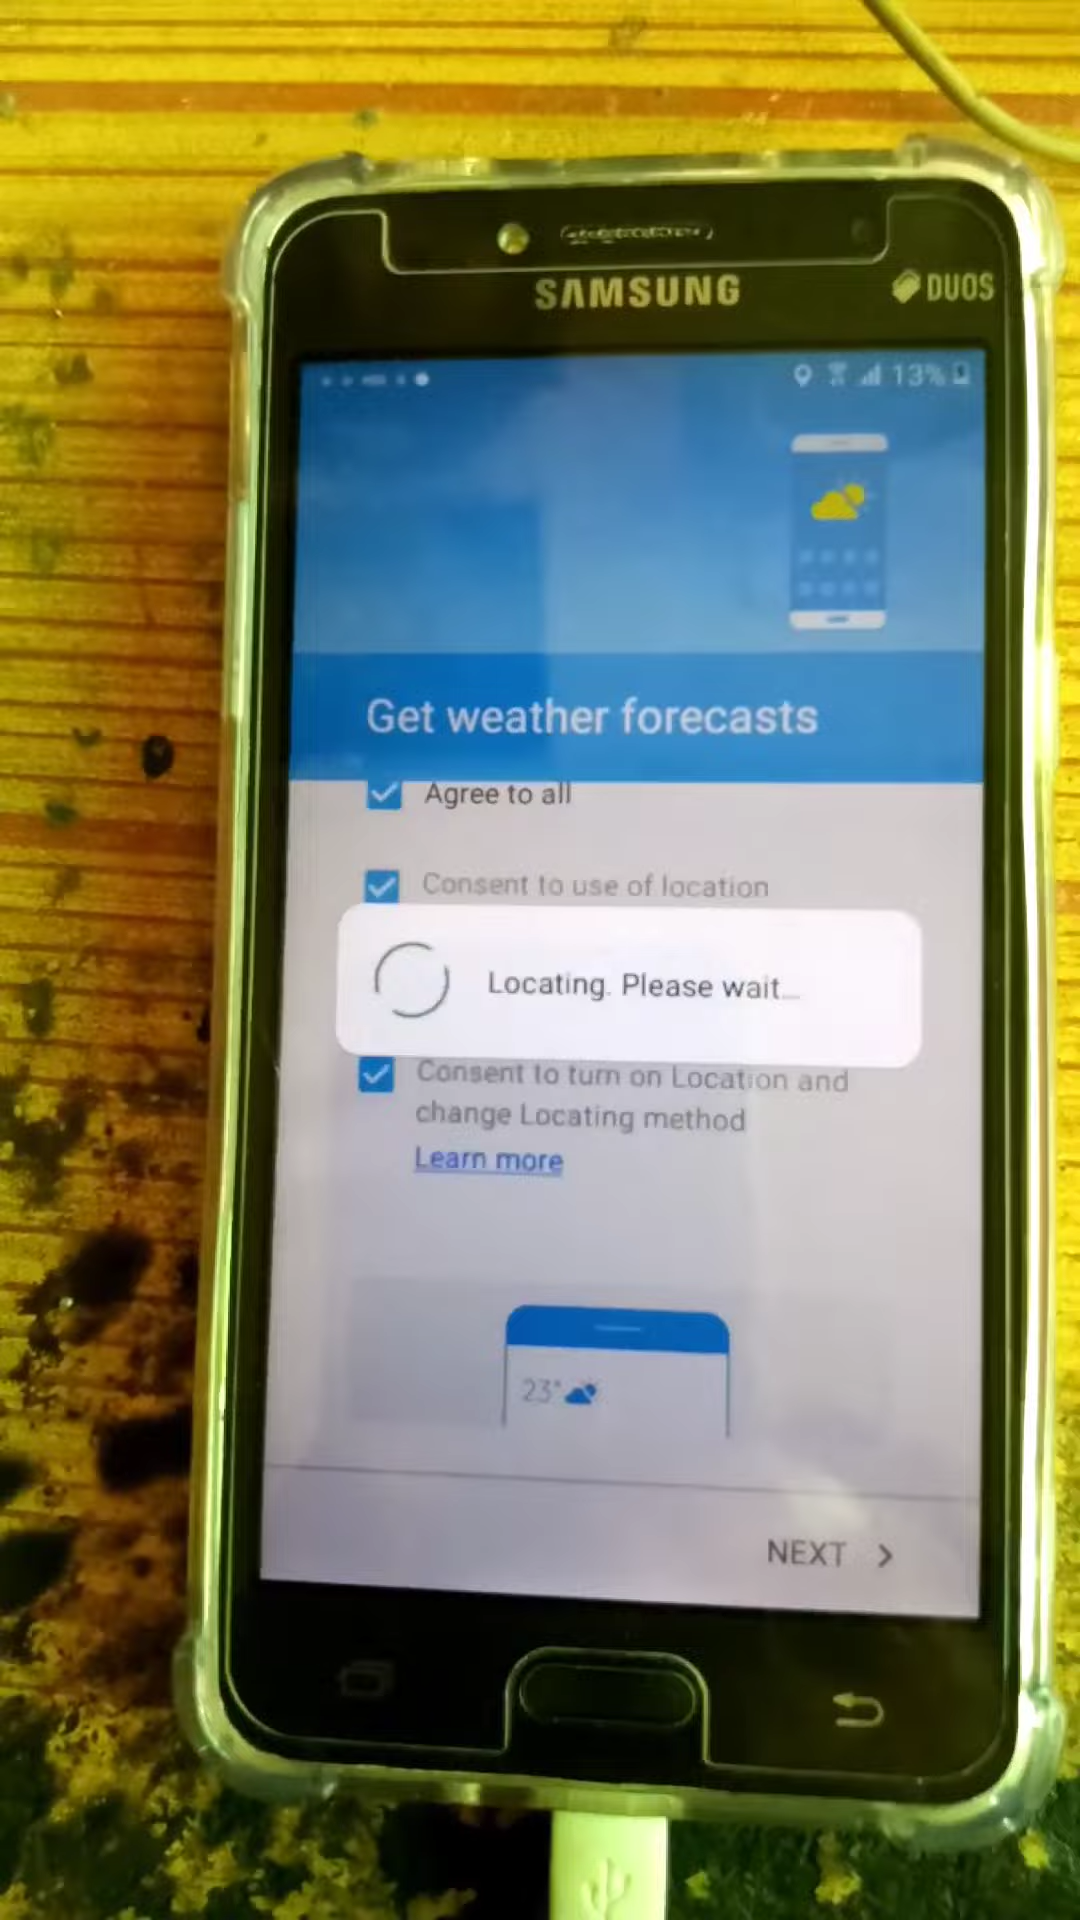 SAMSUNG
DUOS
13%
Get weather forecasts
Agree to all
Consent to use of location
Locating. Please wait...
Consent to turn on Location and
change Locating method
Learn more
23°
NEXT >